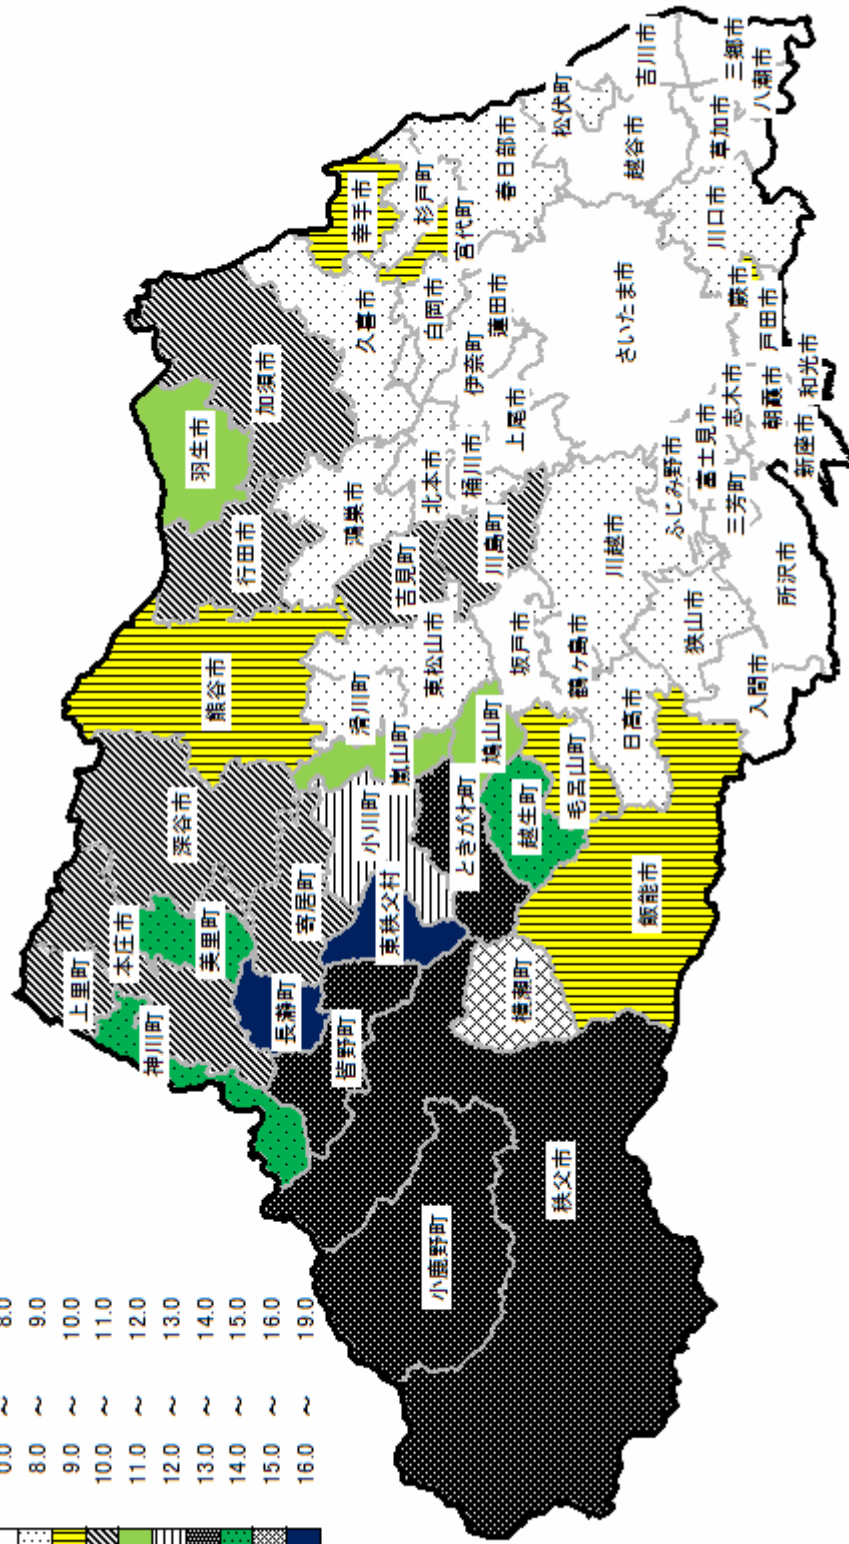 0.0 ～ 8.0
8.0 ～ 9.0
9.0 ～ 10.0
10.0 ～ 11.0
11.0 ～ 12.0
12.0 ～ 13.0
13.0 ～ 14.0
14.0 ～ 15.0
15.0 ～ 16.0
16.0 ～ 19.0
上里町
本庄市
神川町
美里町
深谷市
熊谷市
行田市
羽生市
加須市
長瀞町
寄居町
皆野町
東秩父村
小川町
嵐山町
滑川町
東松山市
吉見町
鴻巣市
久喜市
幸手市
小鹿野町
秩父市
横瀬町
ときがわ町
鳩山町
越生町
毛呂山町
川島町
北本市
桶川市
上尾市
伊奈町
白岡市
蓮田市
宮代町
杉戸町
春日部市
松伏町
飯能市
日高市
鶴ヶ島市
坂戸市
川越市
さいたま市
越谷市
吉川市
狭山市
入間市
所沢市
ふじみ野市
富士見市
三芳町
志木市
新座市
朝霞市
和光市
戸田市
蕨市
川口市
草加市
八潮市
三郷市